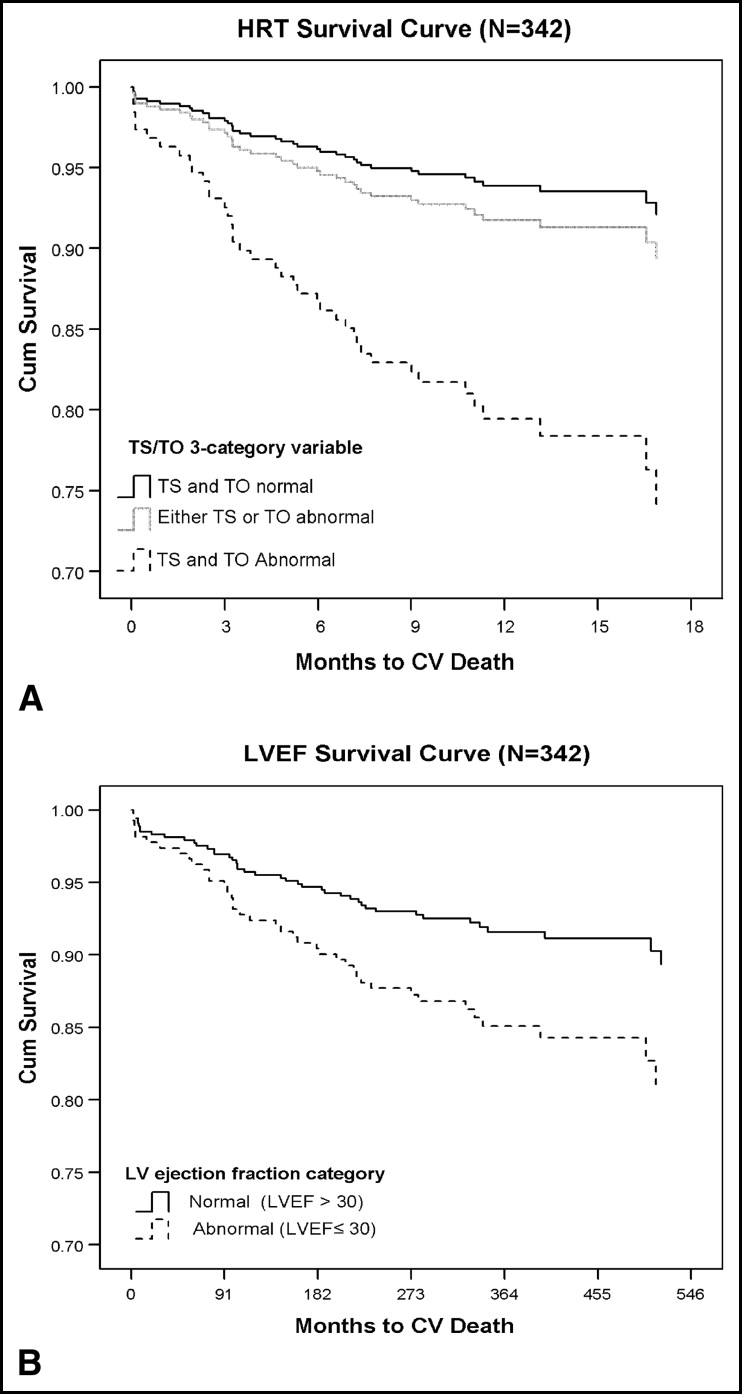 HRT Survival Curve (N=342)
1.00
0.95
0.90
0.85
0.80
0.75
0.70
Cum Survival
TS/TO 3-category variable
TS and TO normal
Either TS or TO abnormal
TS and TO Abnormal
0 3 6 9 12 15 18
Months to CV Death
A
LVEF Survival Curve (N=342)
1.00
0.95
0.90
0.85
0.80
0.75
0.70
Cum Survival
LV ejection fraction category
Normal (LVEF > 30)
Abnormal (LVEF≤ 30)
0 91 182 273 364 455 546
Months to CV Death
B